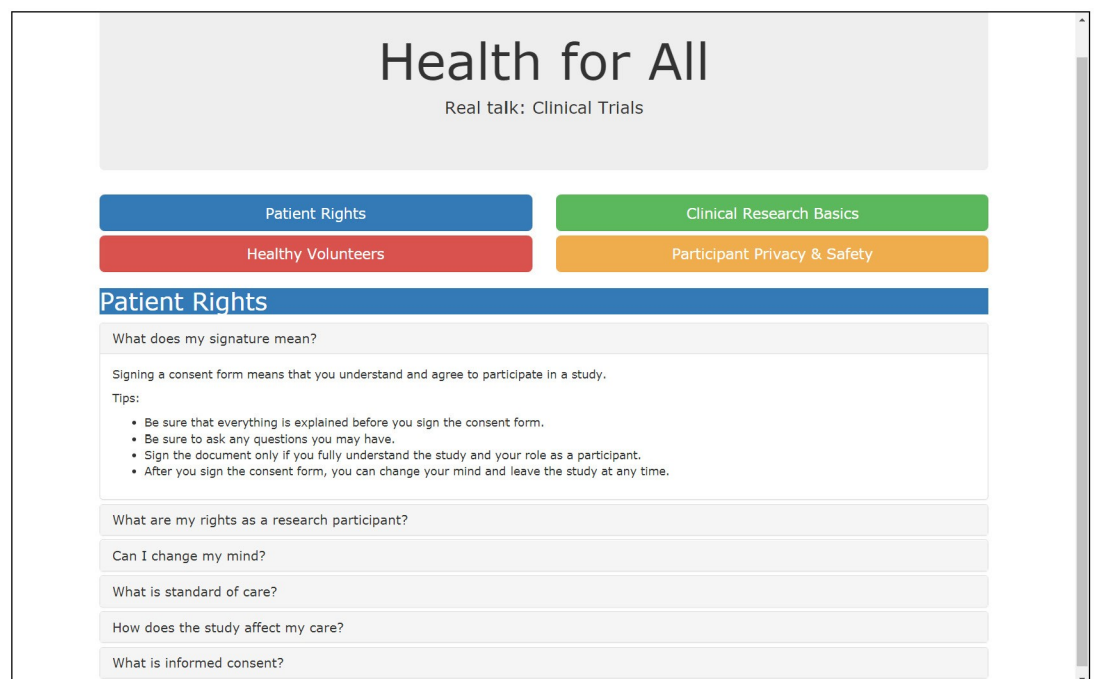 Health for All
Real talk: Clinical Trials
Patient Rights
Clinical Research Basics
Healthy Volunteers
Participant Privacy & Safety
Patient Rights
What does my signature mean?
Signing a consent form means that you understand and agree to participate in a study.
Tips:
• Be sure that everything is explained before you sign the consent form.
• Be sure to ask any questions you may have.
• Sign the document only if you fully understand the study and your role as a participant.
• After you sign the consent form, you can change your mind and leave the study at any time.
What are my rights as a research participant?
Can I change my mind?
What is standard of care?
How does the study affect my care?
What is informed consent?